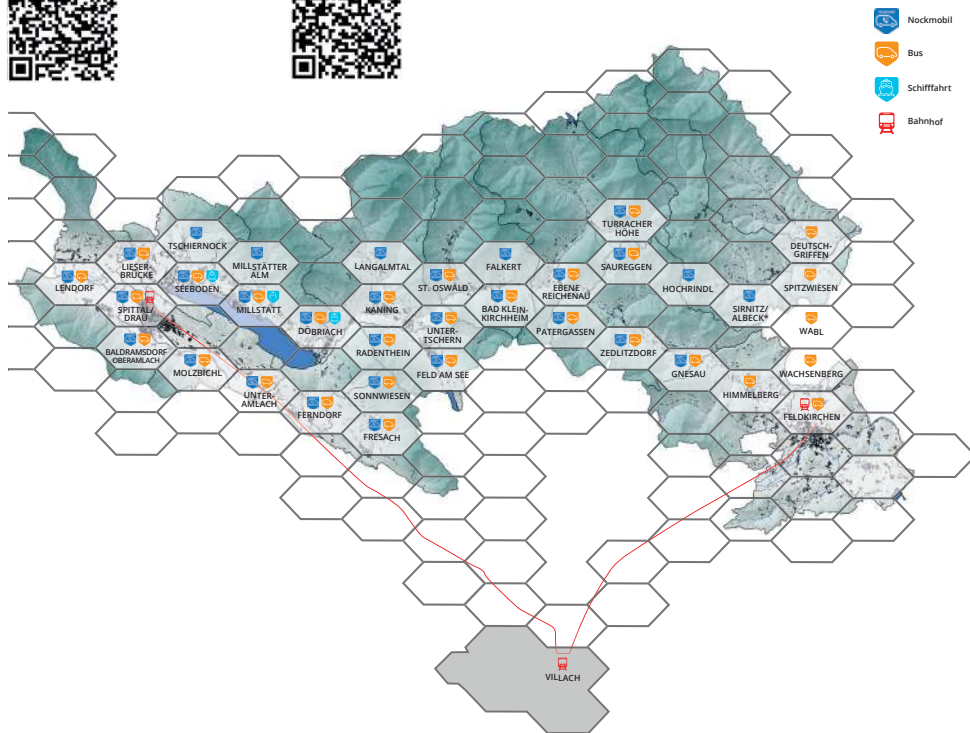 Nockmobil
Bus
Schifffahrt
Bahnhof
TURRACHER
HÖHE
TSCHIERNOCK
DEUTSCH-
GRIFFEN
LIESER-
BRÜCKE
MILLSTÄTTER
ALM
LANGALMTAL
FALKERT
SAUREGGEN
LENDORF
SEEBODEN
ST. OSWALD
EBENE
REICHENAU
HOCHRINDL
SPITZWIESEN
SPITTAL/
DRAU
MILLSTATT
KANING
BAD KLEIN-
KIRCHHEIM
SIRNITZ/
ALBECK*
DÖBRIACH
UNTER-
TSCHERN
PATERGASSEN
WABL
BALDRAMSDORF
OBERAMLACH
RADENTHEIN
ZEDLITZDORF
MOLZBICHL
FELD AM SEE
GNESAU
WACHSENBERG
UNTER-
AMLACH
SONNWIESEN
HIMMELBERG
FERNDORF
FELDKIRCHEN
FRESACH
VILLACH